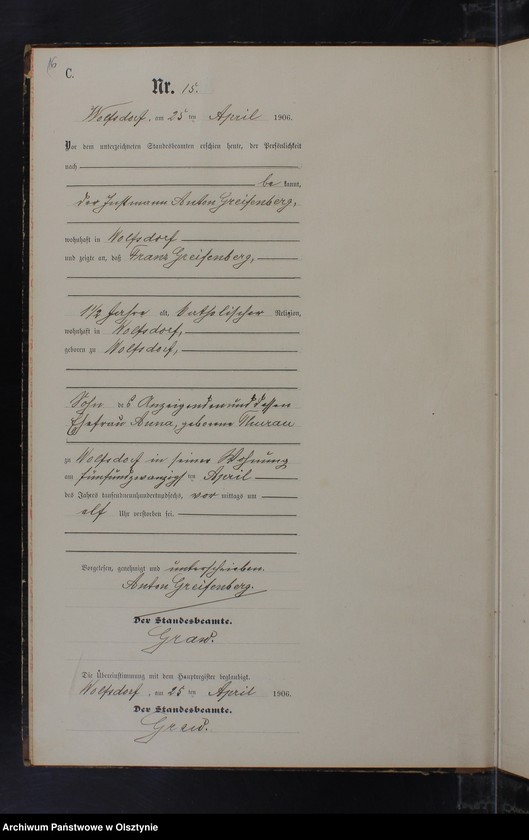 16
C.
Nr. 15.
Wolfsdorf, am 25 ten April 1906.
Vor dem unterzeichneten Standesbeamten erschien heute, der Persönlichkeit
nach
be kannt,
der Instmann Anton Greifenberg,
wohnhaft in Wolfsdorf
und zeigte an, daß Franz Greifenberg,
1 1/2 Jahre alt, katholischer Religion,
wohnhaft in Wolfsdorf,
geboren zu Wolfsdorf,
Sohn des Anzeigenden und dessen
Ehefrau Anna, geborene Thurau
zu Wolfsdorf in seiner Wohnung
am fünfundzwanzigsten April
des Jahres tausendneunhundertundsechs, vor mittags um
elf Uhr verstorben sei.
Vorgelesen, genehmigt und unterschrieben.
Anton Greifenberg.
Der Standesbeamte.
Graw.
Die Übereinstimmung mit dem Hauptregister beglaubigt.
Wolfsdorf, am 25 ten April 1906.
Der Standesbeamte.
Graw.
Archiwum Państwowe w Olsztynie